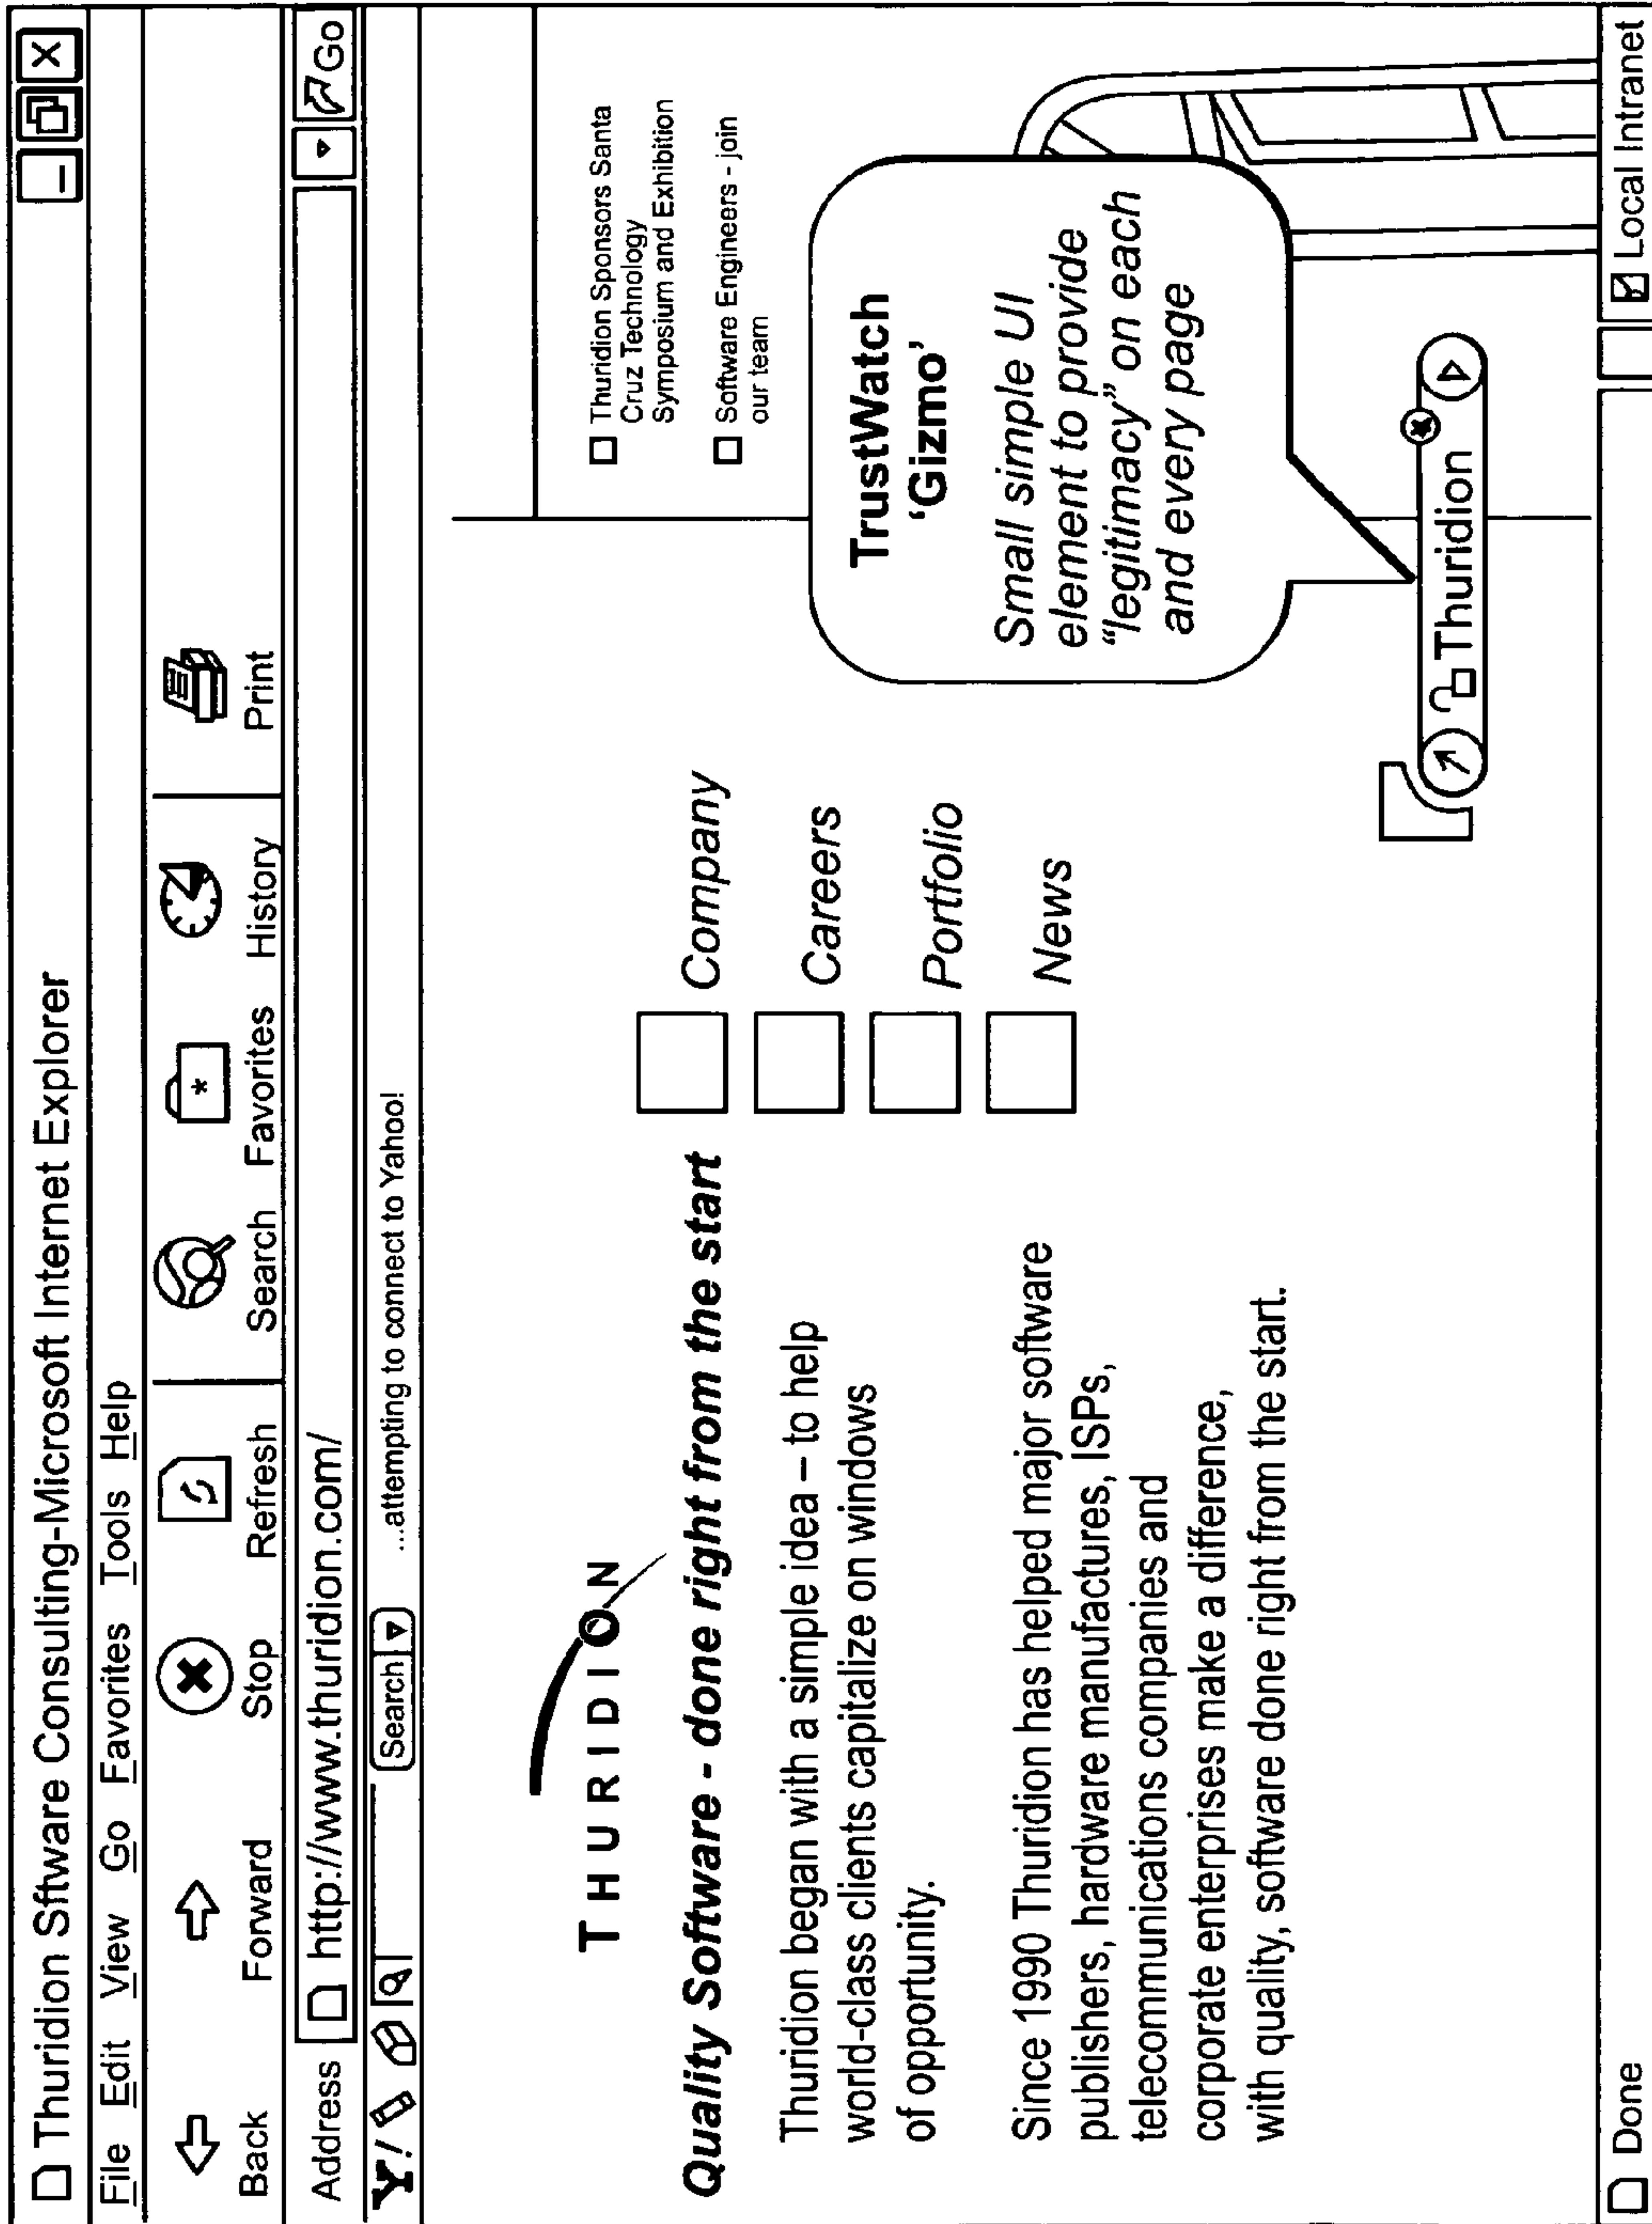 Thuridion Sftware Consulting-Microsoft Internet Explorer
File Edit View Go Favorites Tools Help
Back Forward Stop Refresh Search Favorites History Print
Address http://www.thuridion.com/ Go
Y! Search ...attempting to connect to Yahoo!
THURIDION
Quality Software - done right from the start
Thuridion began with a simple idea – to help
world-class clients capitalize on windows
of opportunity.
Since 1990 Thuridion has helped major software
publishers, hardware manufactures, ISPs,
telecommunications companies and
corporate enterprises make a difference,
with quality, software done right from the start.
Company
Careers
Portfolio
News
Thuridion Sponsors Santa
Cruz Technology
Symposium and Exhibition
Software Engineers - join
our team
TrustWatch
‘Gizmo’
Small simple UI
element to provide
“legitimacy” on each
and every page
Thuridion
Done Local Intranet